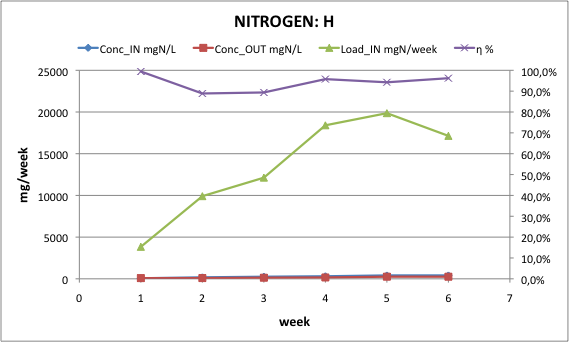 NITROGEN: H
Conc_IN mgN/L Conc_OUT mgN/L Load_IN mgN/week η %
25000 100,0%
90,0%
20000 80,0%
70,0%
15000 60,0%
50,0%
10000 40,0%
30,0%
5000 20,0%
10,0%
0 0,0%
mg/week
0 1 2 3 4 5 6 7
week